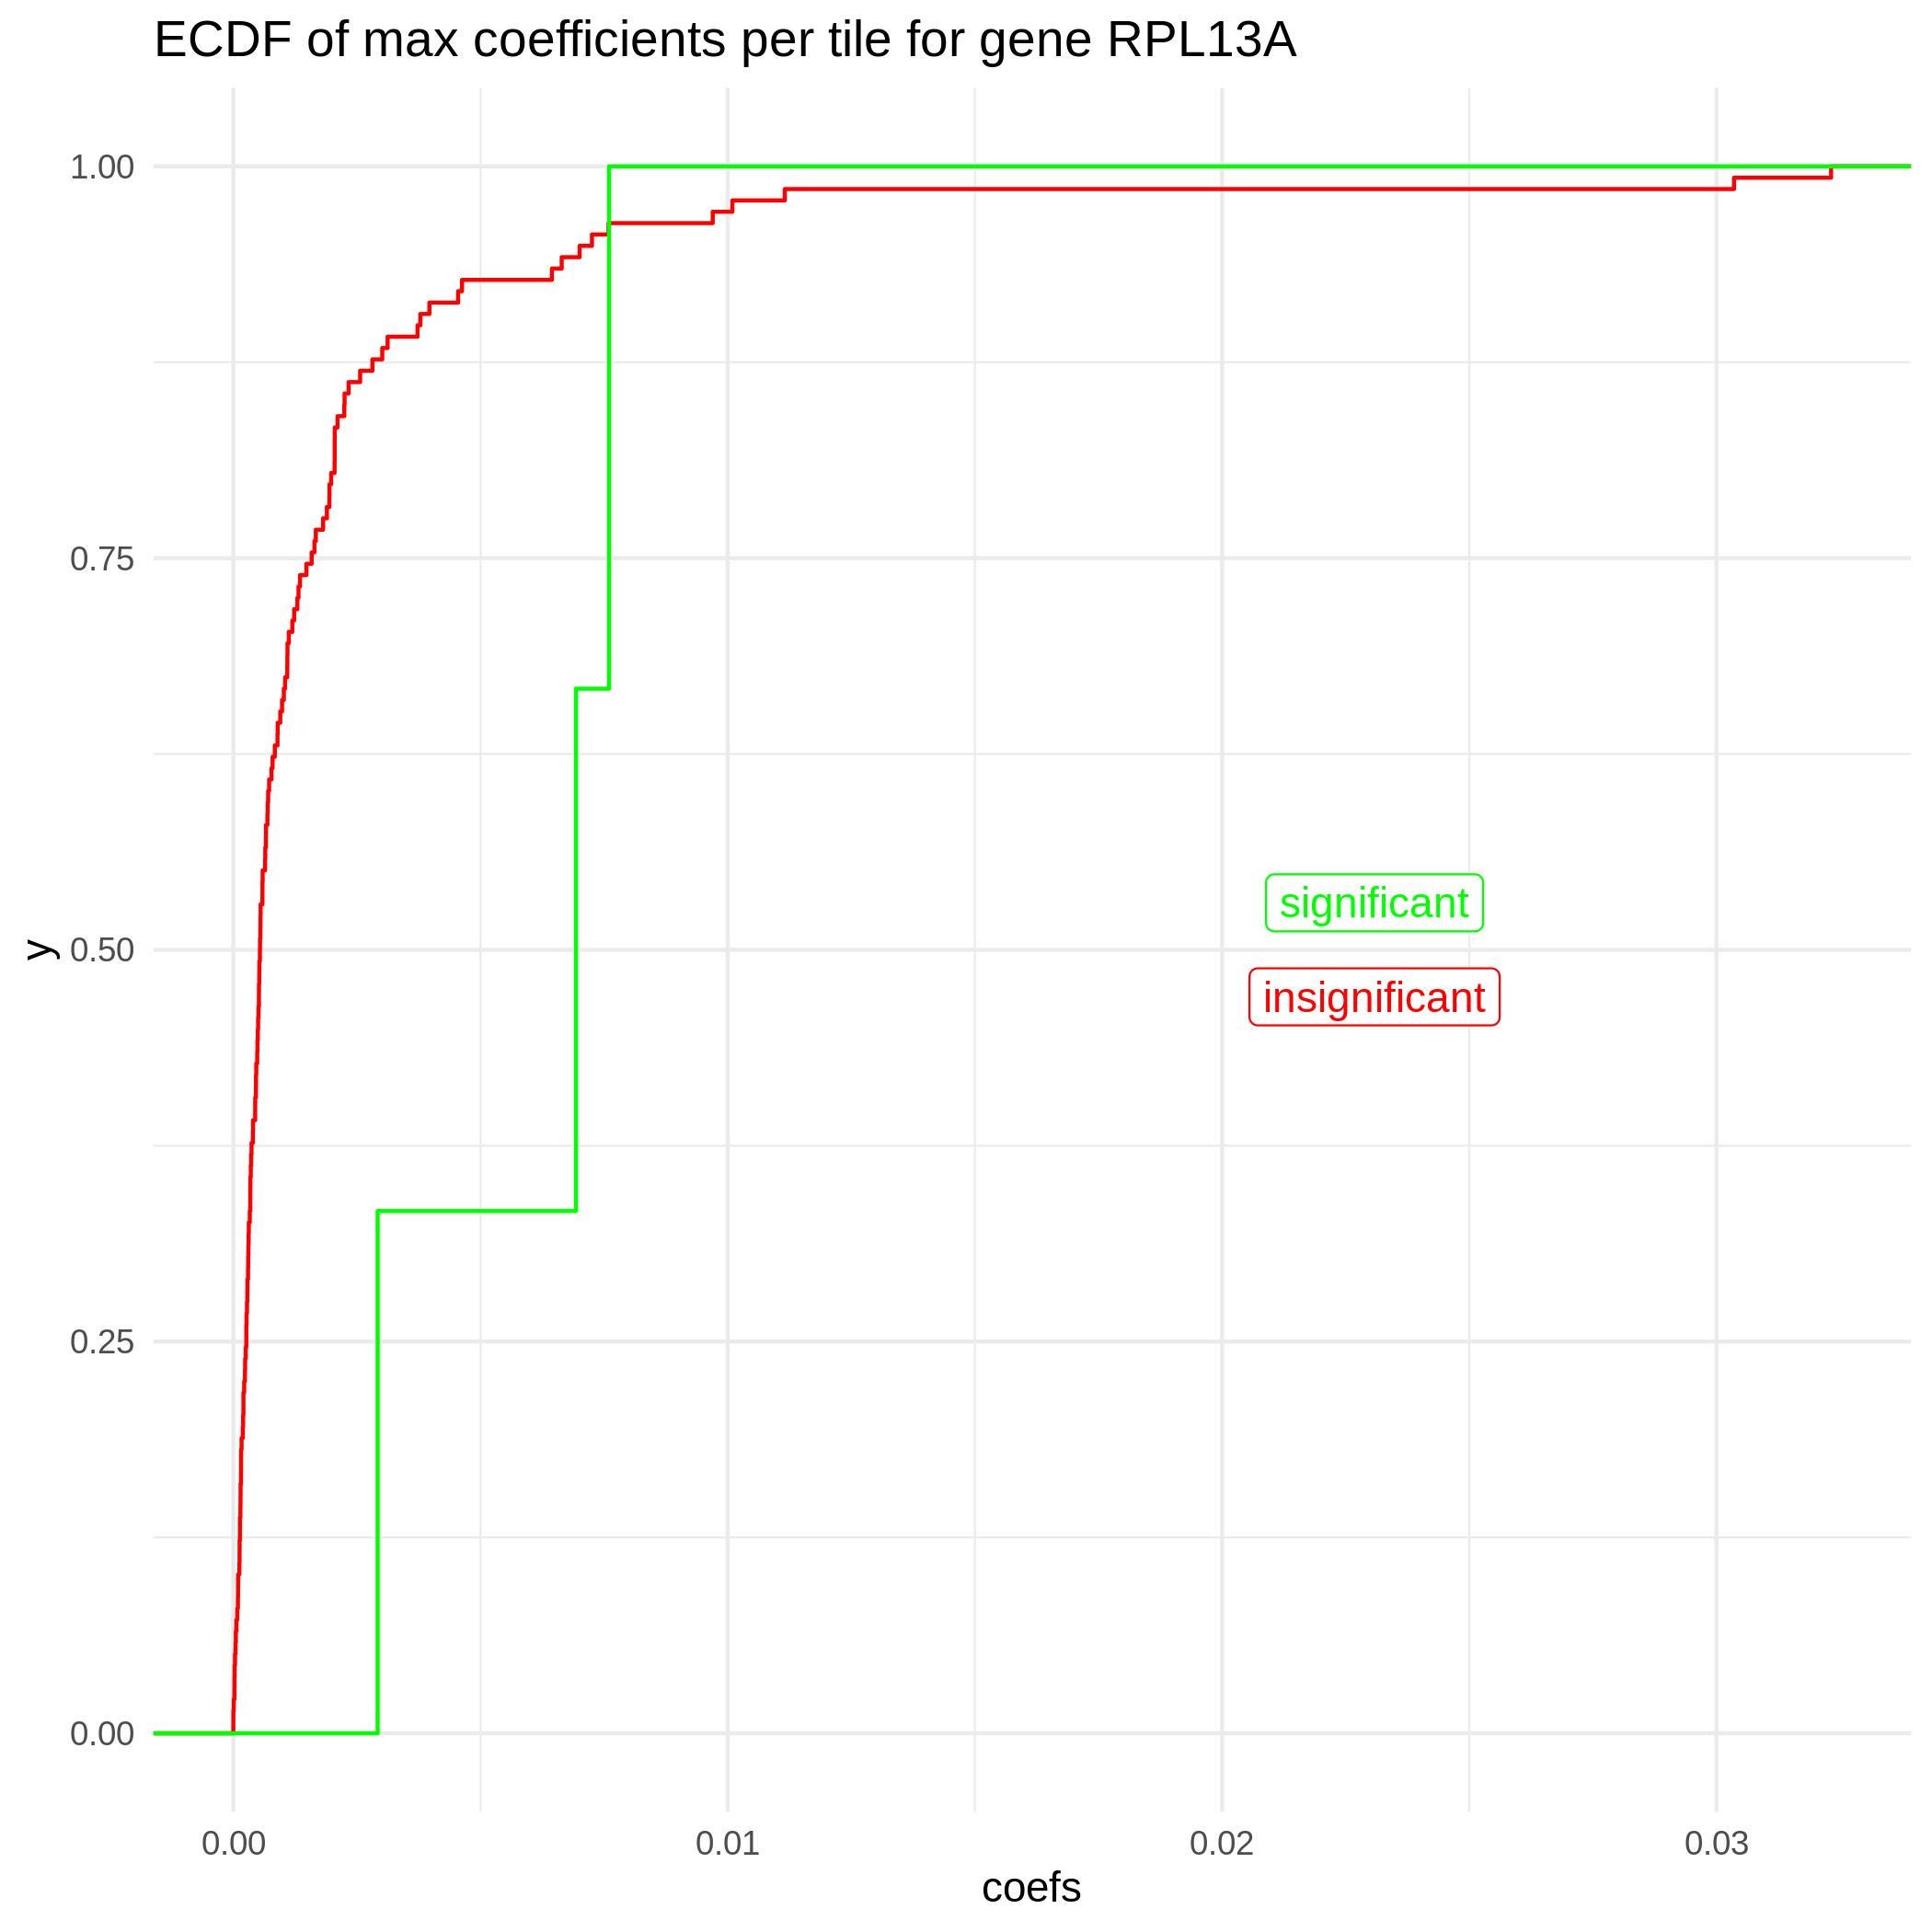 ECDF of max coefficients per tile for gene RPL13A
1.00
0.75
0.50
0.25
0.00
y
significant
insignificant
0.00 0.01 0.02 0.03
coefs